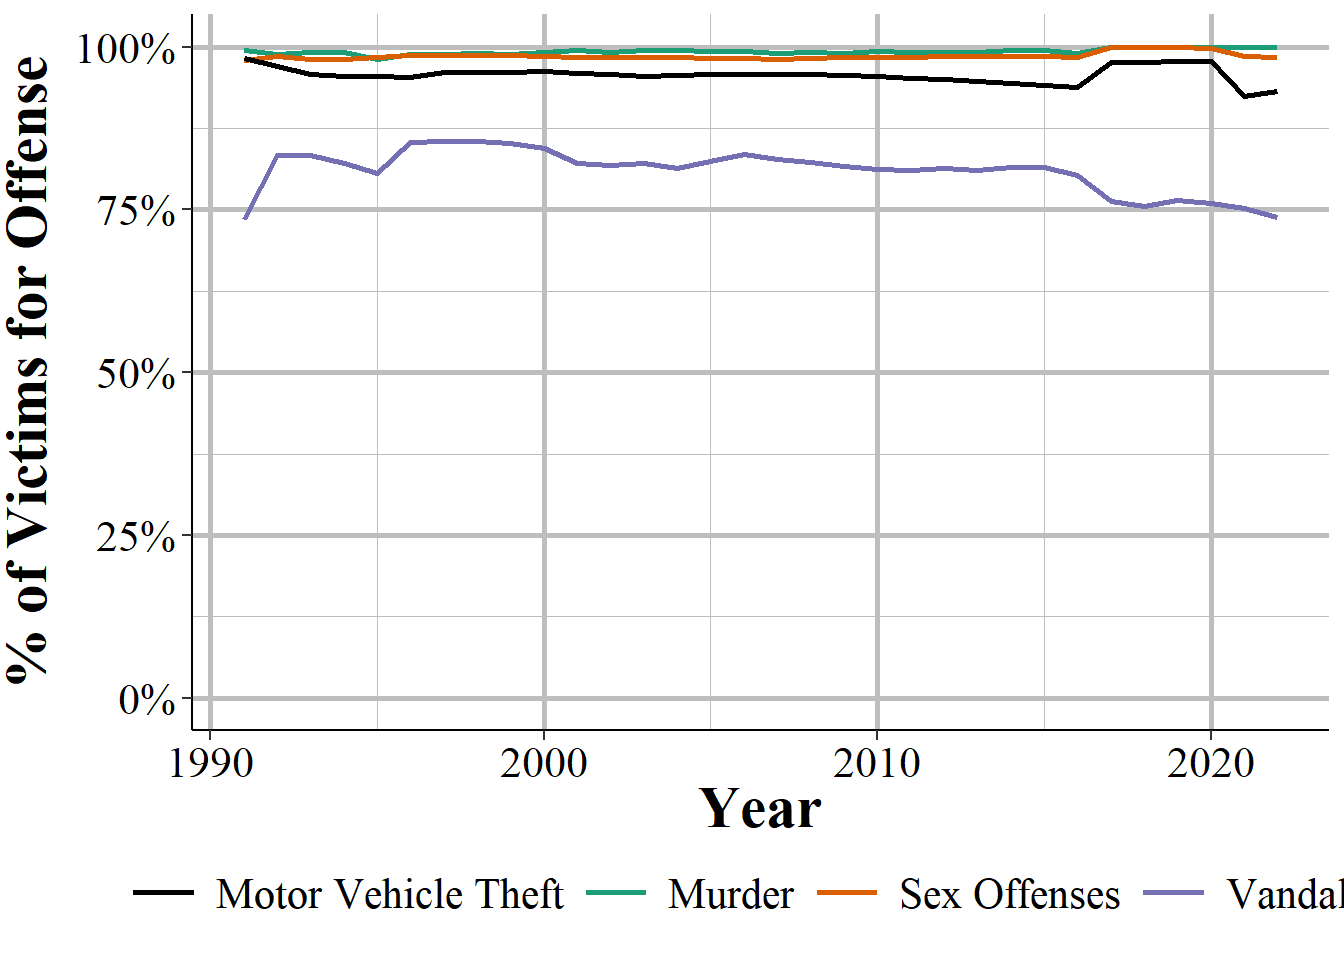 % of Victims for Offense
100%
75%
50%
25%
0%
1990 2000 2010 2020
Year
Motor Vehicle Theft Murder Sex Offenses Vandal